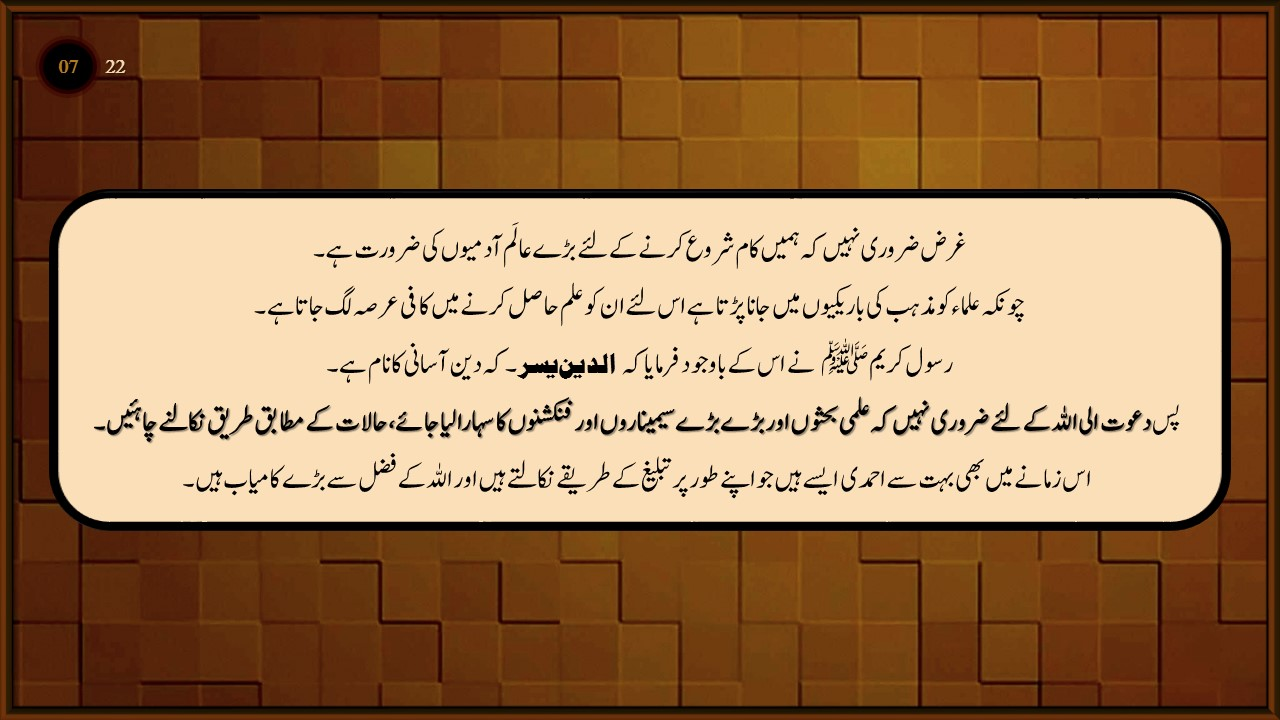 07 22
غرض ضروری نہیں کہ ہمیں کام شروع کرنے کے لئے بڑے عالَم آدمیوں کی ضرورت ہے۔
چونکہ علماء کو مذہب کی باریکیوں میں جانا پڑتا ہے اس لئے ان کو علم حاصل کرنے میں کافی عرصہ لگ جاتا ہے۔
رسول کریم ﷺ نے اس کے باوجود فرمایا کہ الدین یسر۔ کہ دین آسانی کا نام ہے۔
پس دعوت الی اللہ کے لئے ضروری نہیں کہ علمی بحثوں اور بڑے بڑے سیمیناروں اور فنکشنوں کا سہارا لیا جائے، حالات کے مطابق طریق نکالنے چاہئیں۔
اس زمانے میں بھی بہت سے احمدی ایسے ہیں جو اپنے طور پر تبلیغ کے طریقے نکالتے ہیں اور اللہ کے فضل سے بڑے کامیاب ہیں۔